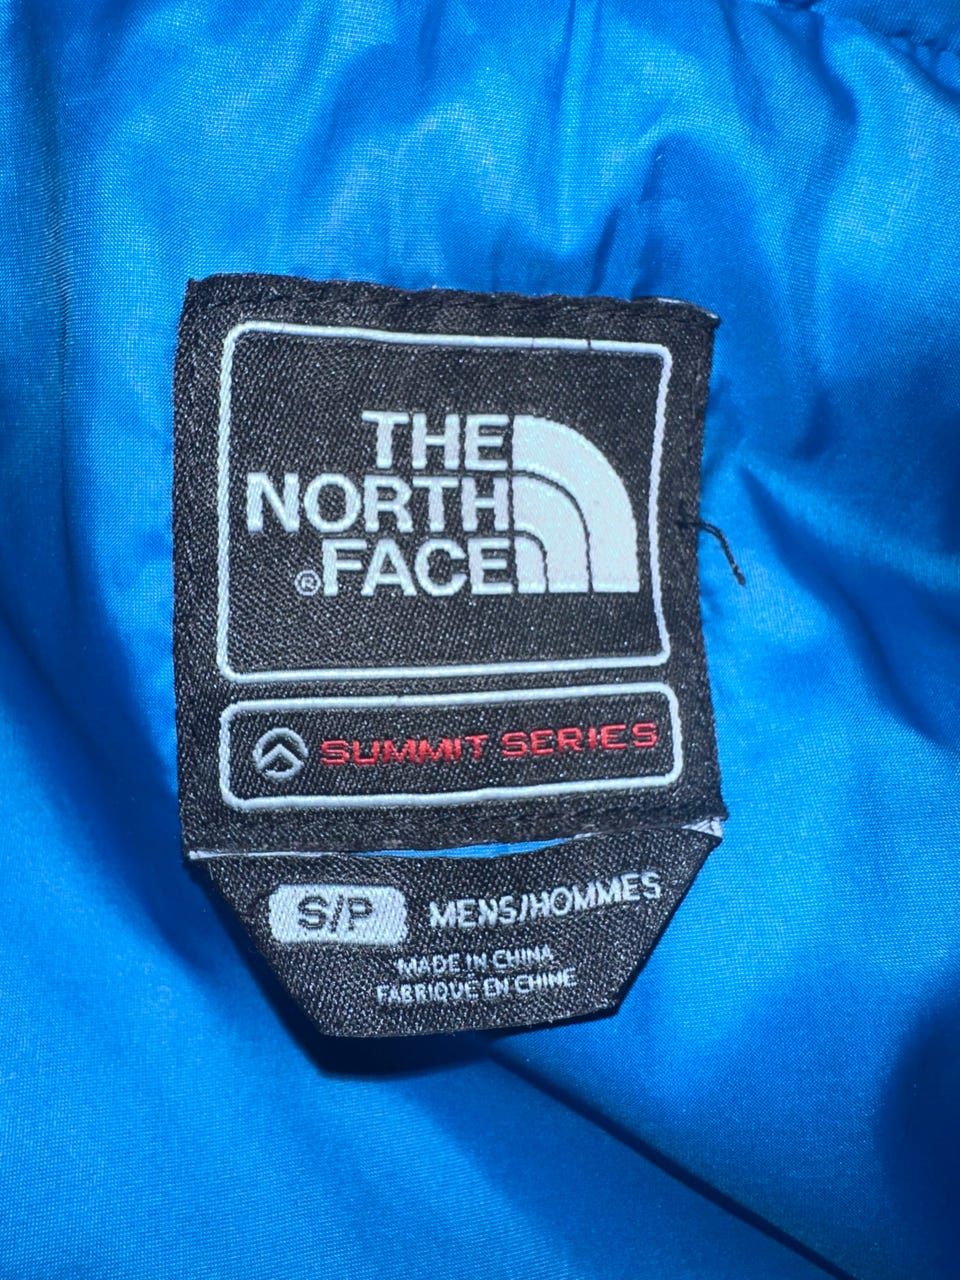 THE
NORTH
®FACE
SUMMIT SERIES
S/P MENS/HOMMES
MADE IN CHINA
FABRIQUE EN CHINE